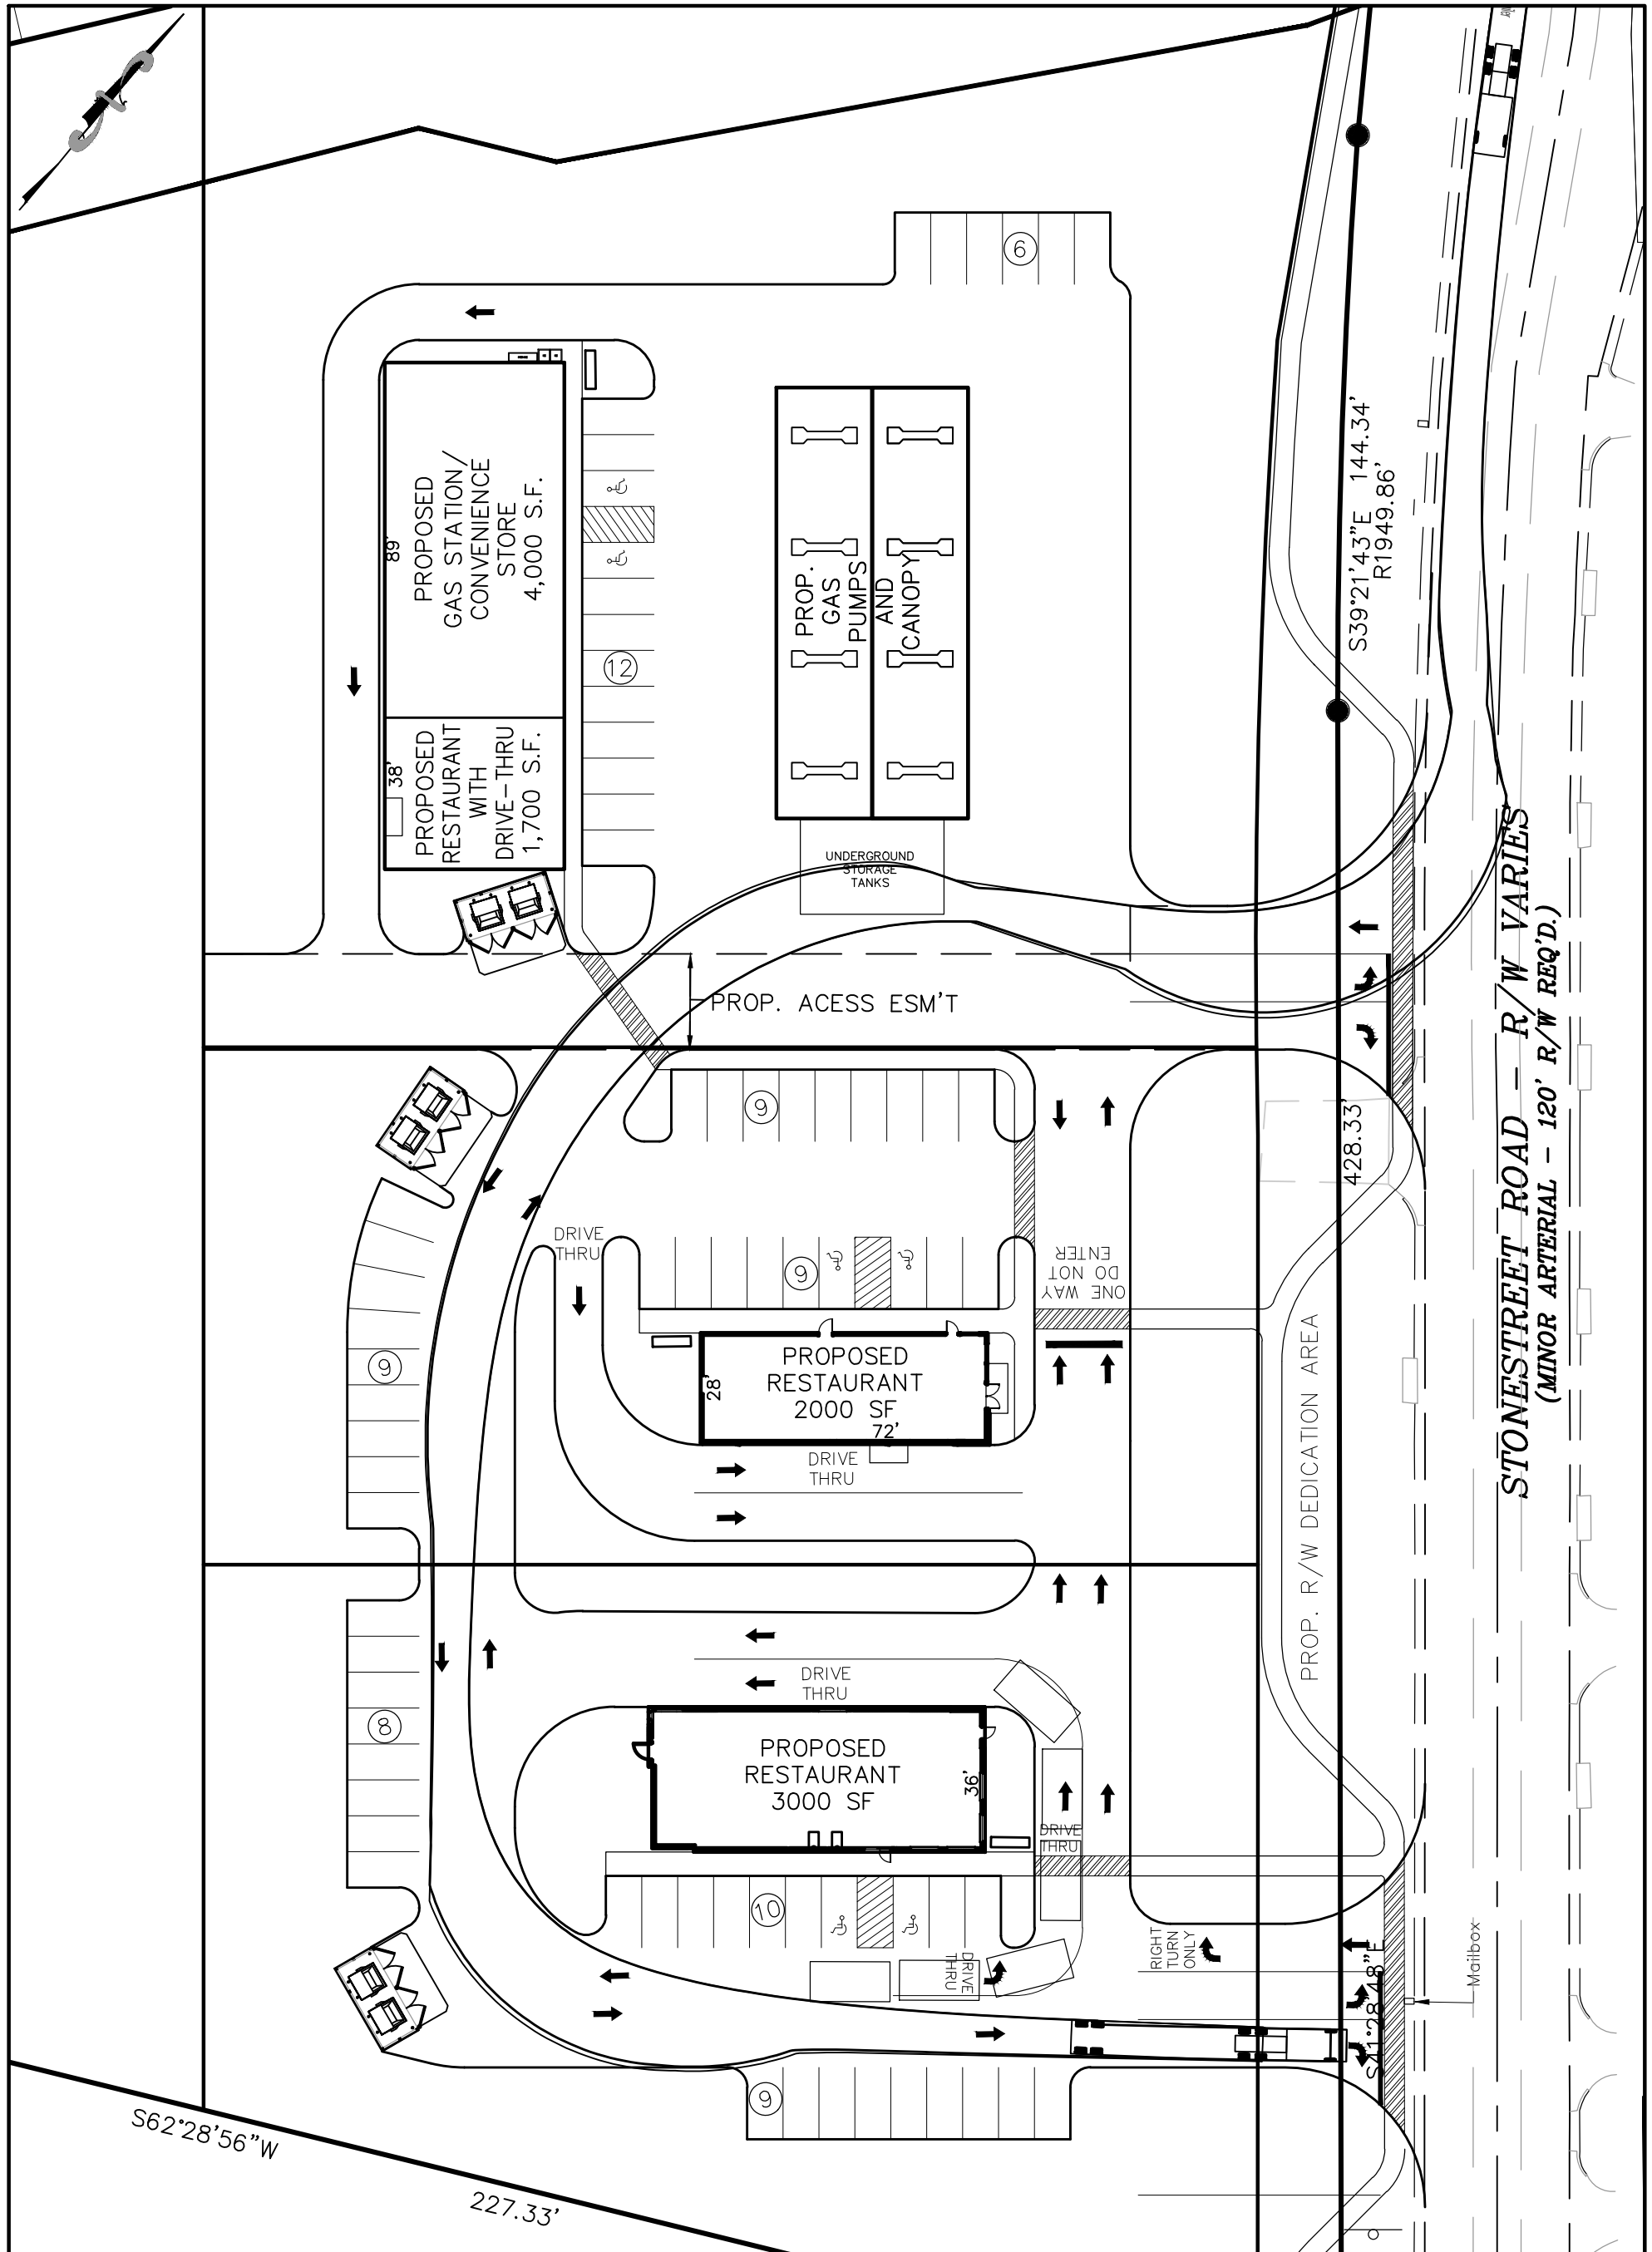 6
PROPOSED
GAS STATION/
CONVENIENCE
STORE
4,000 S.F.
89'
12
PROP.
GAS
PUMPS
AND
CANOPY
S39°21'43"E 144.34'
R1949.86'
PROPOSED
RESTAURANT
WITH
DRIVE-THRU
1,700 S.F.
38'
UNDERGROUND
STORAGE
TANKS
PROP. ACESS ESM'T
STONESTREET ROAD - R/W VARIES
(MINOR ARTERIAL - 120' R/W REQ'D.)
9
428.33'
DRIVE
THRU
9
ONE WAY
DO NOT
ENTER
PROPOSED
RESTAURANT
2000 SF
28'
72'
9
DRIVE
THRU
PROP. R/W DEDICATION AREA
DRIVE
THRU
8
PROPOSED
RESTAURANT
3000 SF
36'
DRIVE
THRU
10
DRIVE
THRU
RIGHT
TURN
ONLY
S41°28'48"E
Mailbox
9
S62°28'56"W
227.33'